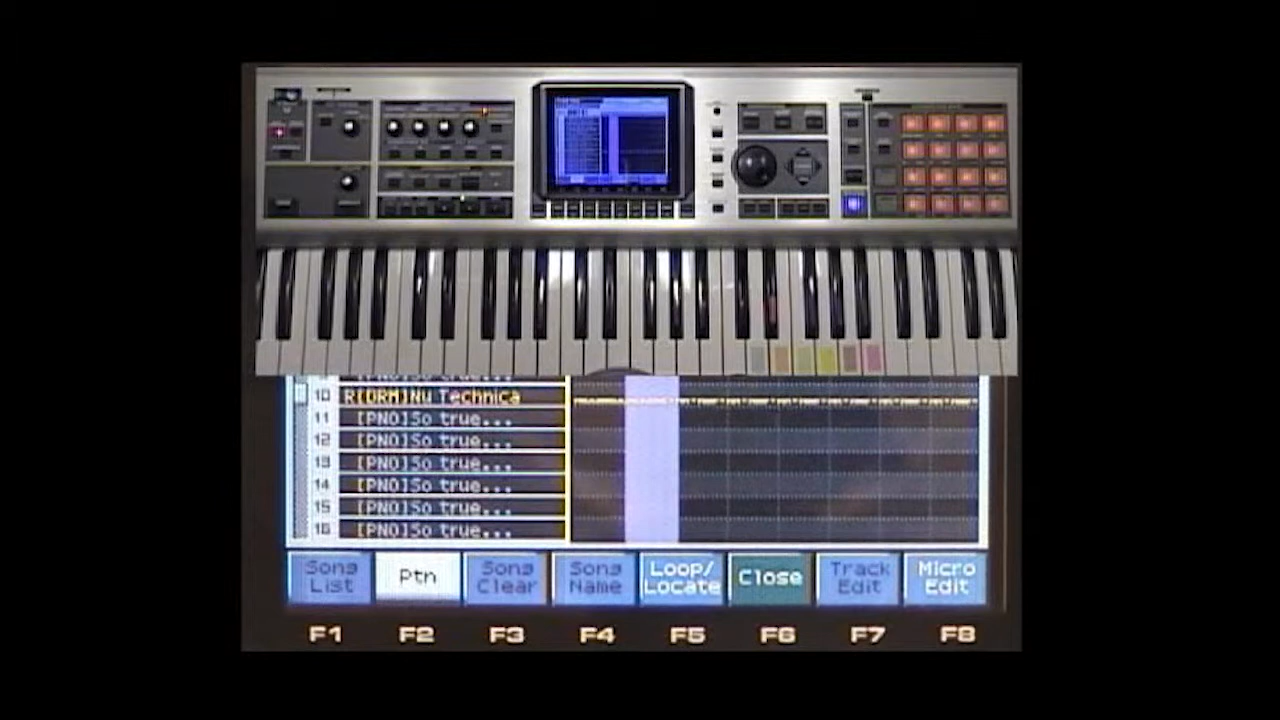 10 R[DRM]Nu Technica
11 [PNO]So true...
12 [PNO]So true...
13 [PNO]So true...
14 [PNO]So true...
15 [PNO]So true...
16 [PNO]So true...
Song List
Ptn
Song Clear
Song Name
Loop/ Locate
Close
Track Edit
Micro Edit
F1 F2 F3 F4 F5 F6 F7 F8